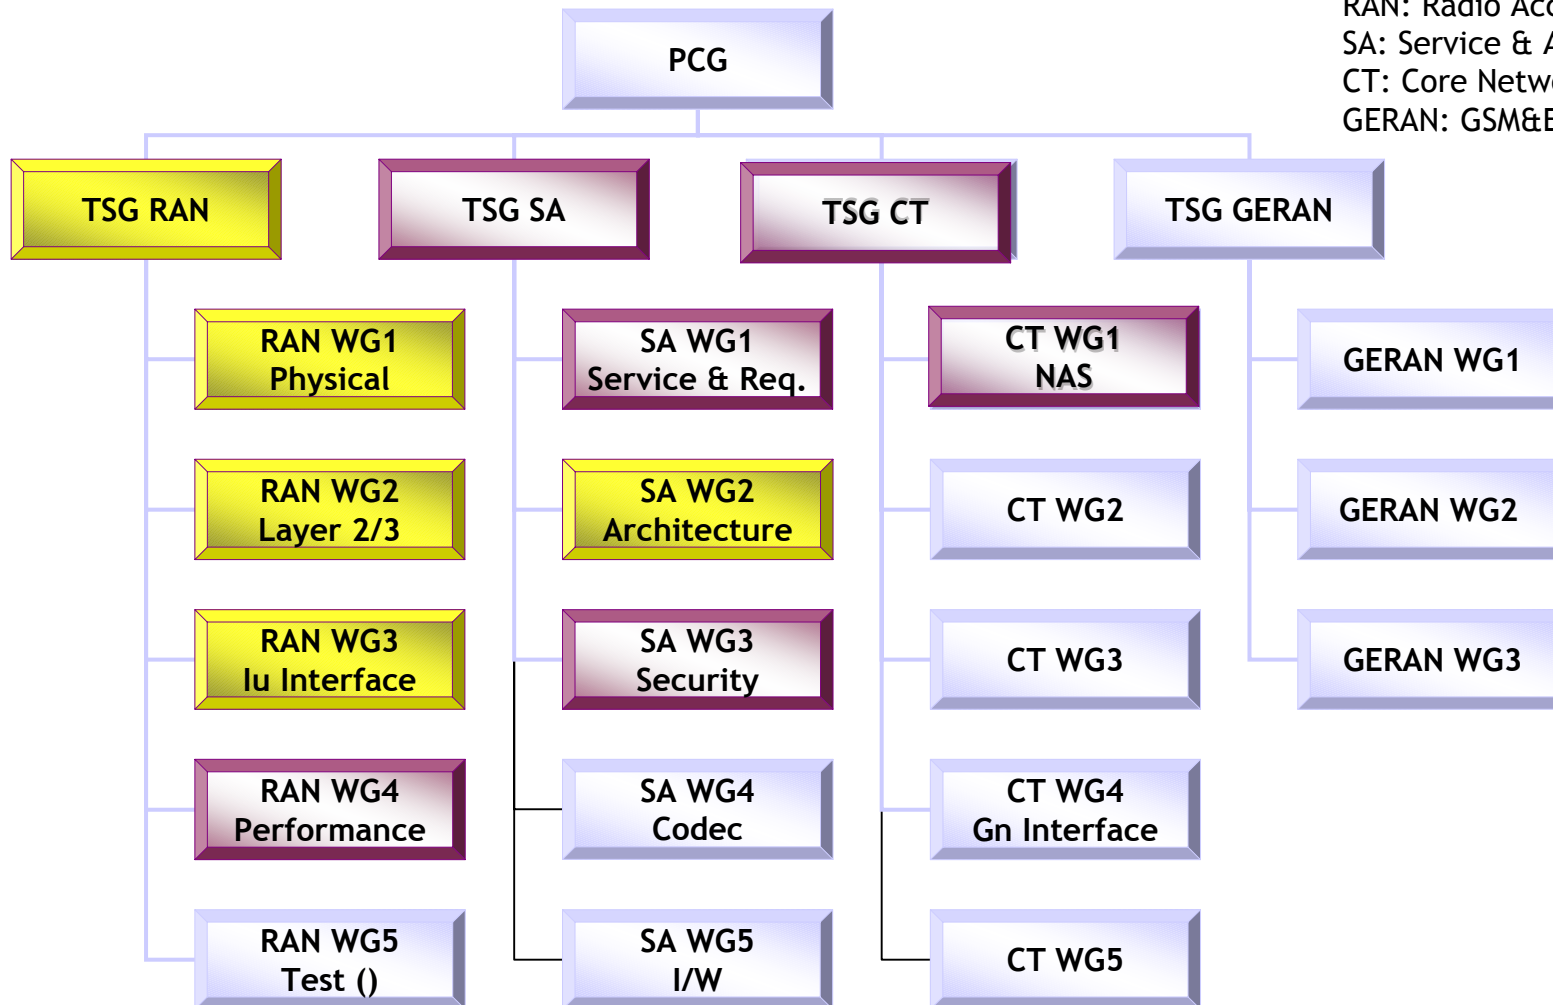 RAN: Radio
SA: Service &
CT: Core
GERAN:
PCG
TSG RAN
TSG SA
TSG CT
TSG GERAN
RAN WG1
Physical
SA WG1
Service & Req.
CT WG1
NAS
GERAN WG1
RAN WG2
Layer 2/3
SA WG2
Architecture
CT WG2
GERAN WG2
RAN WG3
Iu Interface
SA WG3
Security
CT WG3
GERAN WG3
RAN WG4
Performance
SA WG4
Codec
CT WG4
Gn Interface
RAN WG5
Test ()
SA WG5
I/W
CT WG5